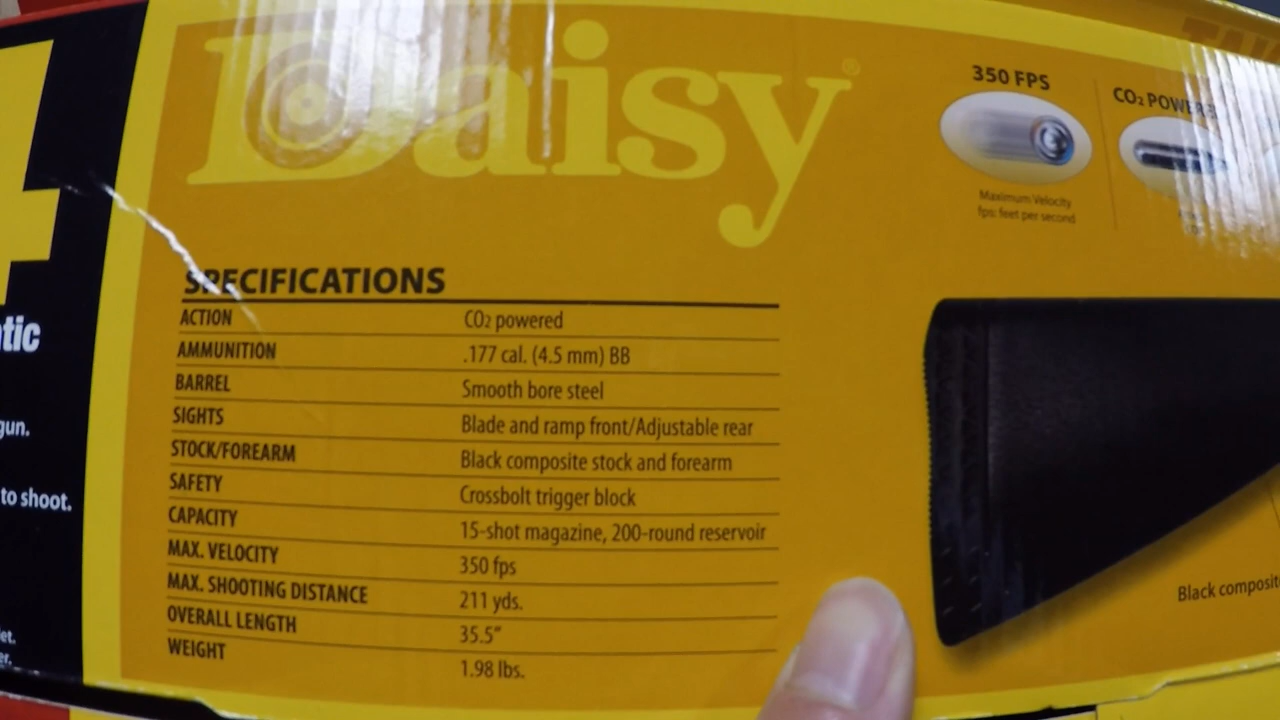 Daisy®
350 FPS
Maximum Velocity
fps: feet per second
CO2
SPECIFICATIONS
ACTION CO2 powered
AMMUNITION .177 cal. (4.5 mm) BB
BARREL Smooth bore steel
SIGHTS Blade and ramp front/Adjustable rear
STOCK/FOREARM Black composite stock and forearm
SAFETY Crossbolt trigger block
CAPACITY 15-shot magazine, 200-round reservoir
MAX. VELOCITY 350 fps
MAX. SHOOTING DISTANCE 211 yds.
OVERALL LENGTH 35.5"
WEIGHT 1.98 lbs.
4
tic
gun.
to shoot.
Black composit